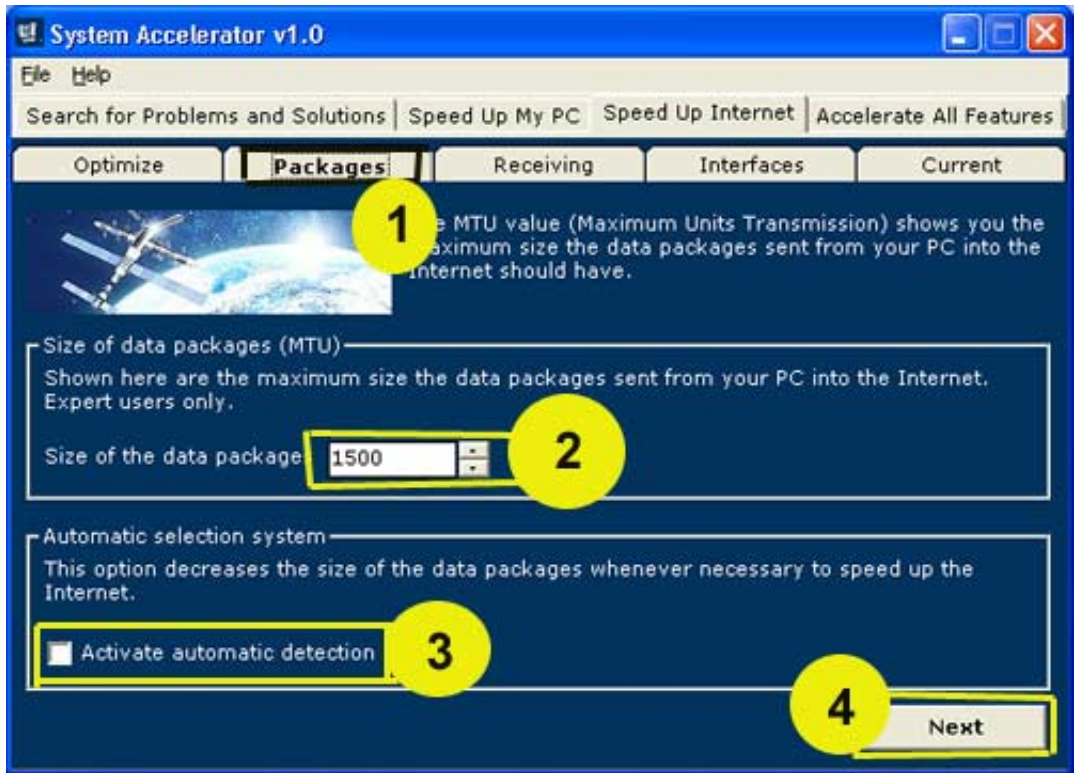 System Accelerator v1.0
File Help
Search for Problems and Solutions Speed Up My PC Speed Up Internet Accelerate All Features
Optimize Packages Receiving Interfaces Current
1
MTU value (Maximum Units Transmission) shows you the
size the data packages sent from your PC into the
Internet should have.
Size of data packages (MTU)
Shown here are the maximum size the data packages sent from your PC into the Internet.
Expert users only.
Size of the data package 1500
2
Automatic selection system
This option decreases the size of the data packages whenever necessary to speed up the
Internet.
Activate automatic detection
3
4
Next